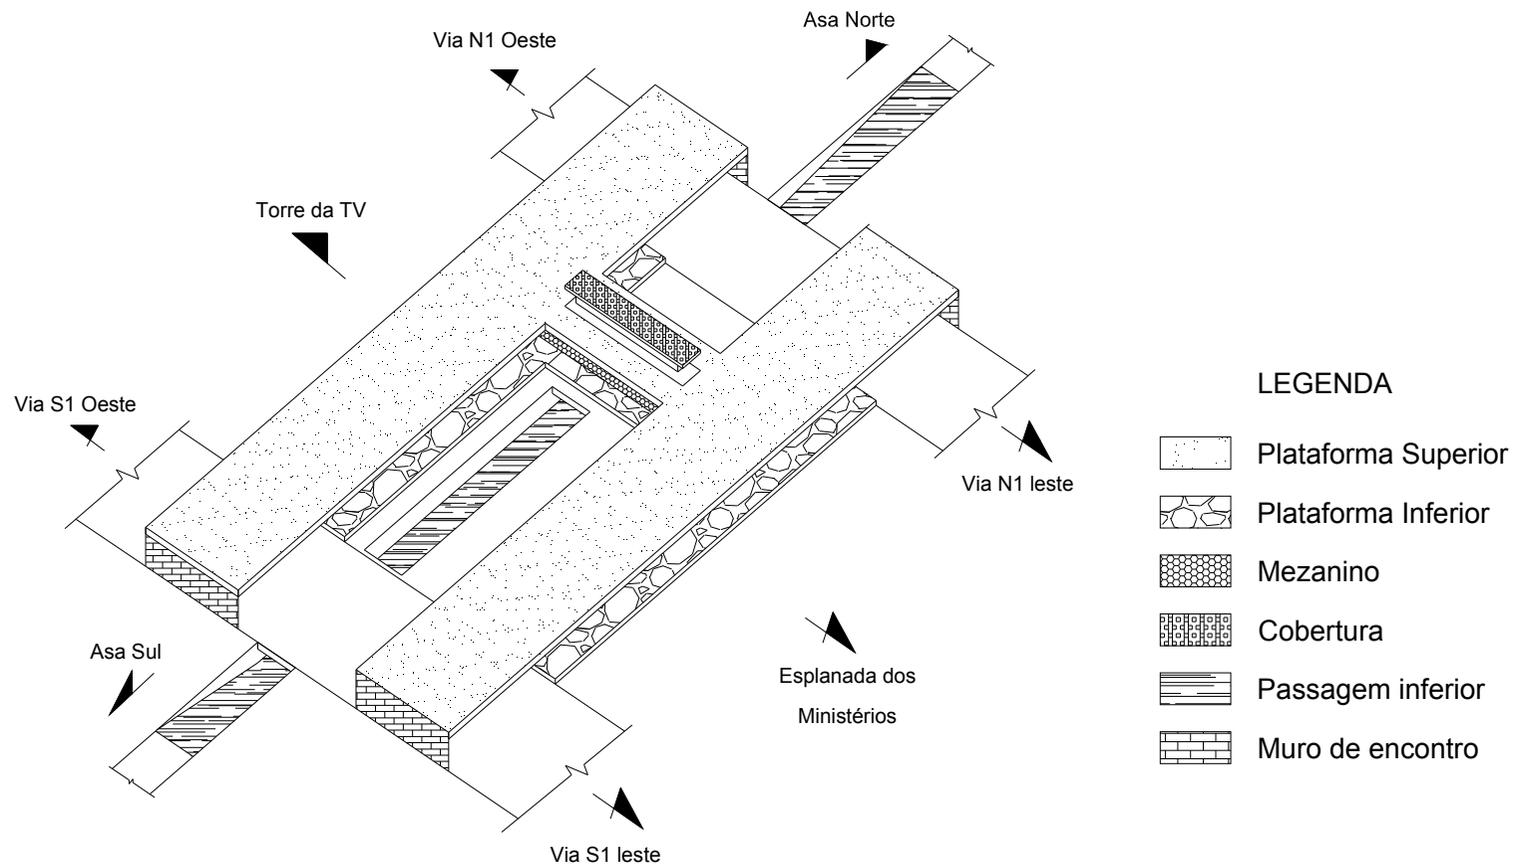 Asa Norte
Via N1 Oeste
Torre da TV
Via S1 Oeste
Via N1 leste
Asa Sul
Esplanada dos
Ministérios
Via S1 leste
LEGENDA
Plataforma Superior
Plataforma Inferior
Mezanino
Cobertura
Passagem inferior
Muro de encontro